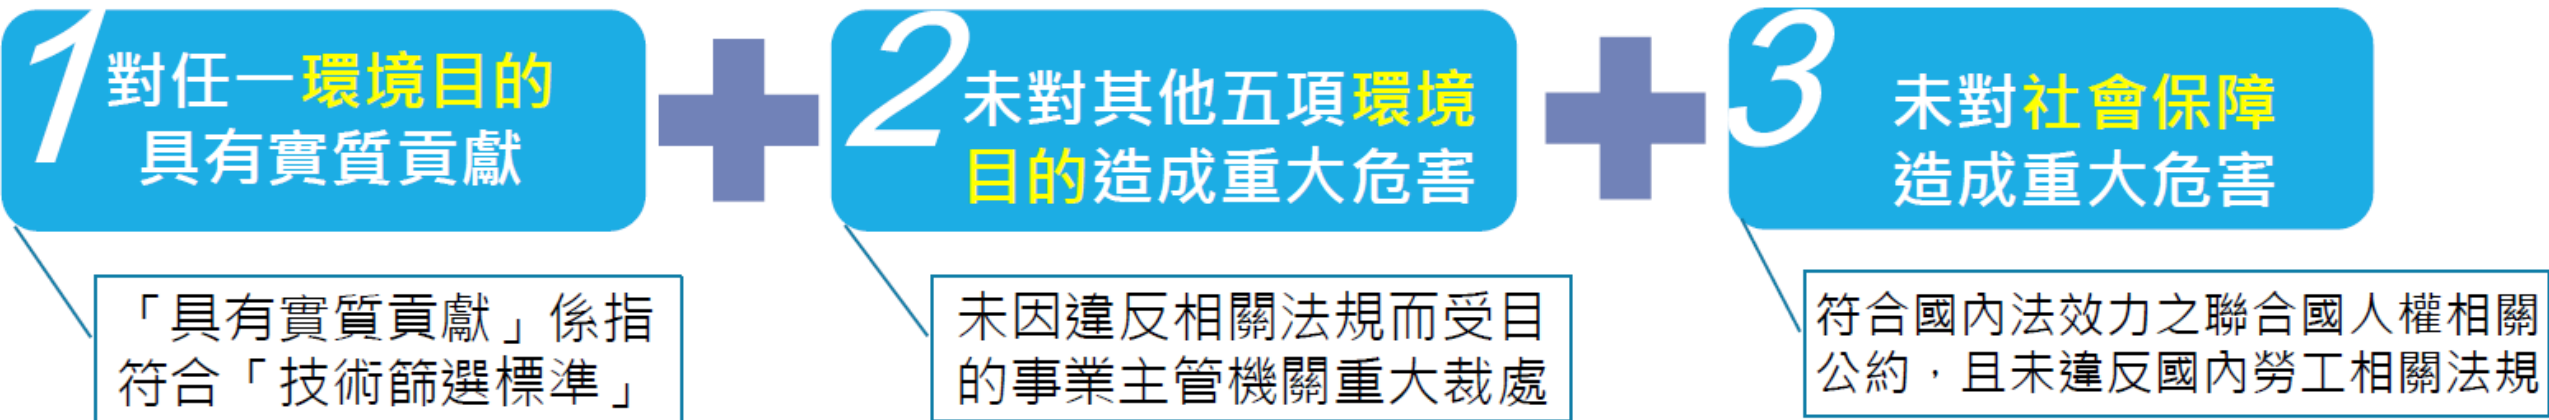 1
對任一環境目的
具有實質貢獻
2
未對其他五項環境
目的造成重大危害
3
未對社會保障
造成重大危害
「具有實質貢獻」係指
符合「技術篩選標準」
未因違反相關法規而受目
的事業主管機關重大裁處
符合國內法效力之聯合國人權相關
公約，且未違反國內勞工相關法規